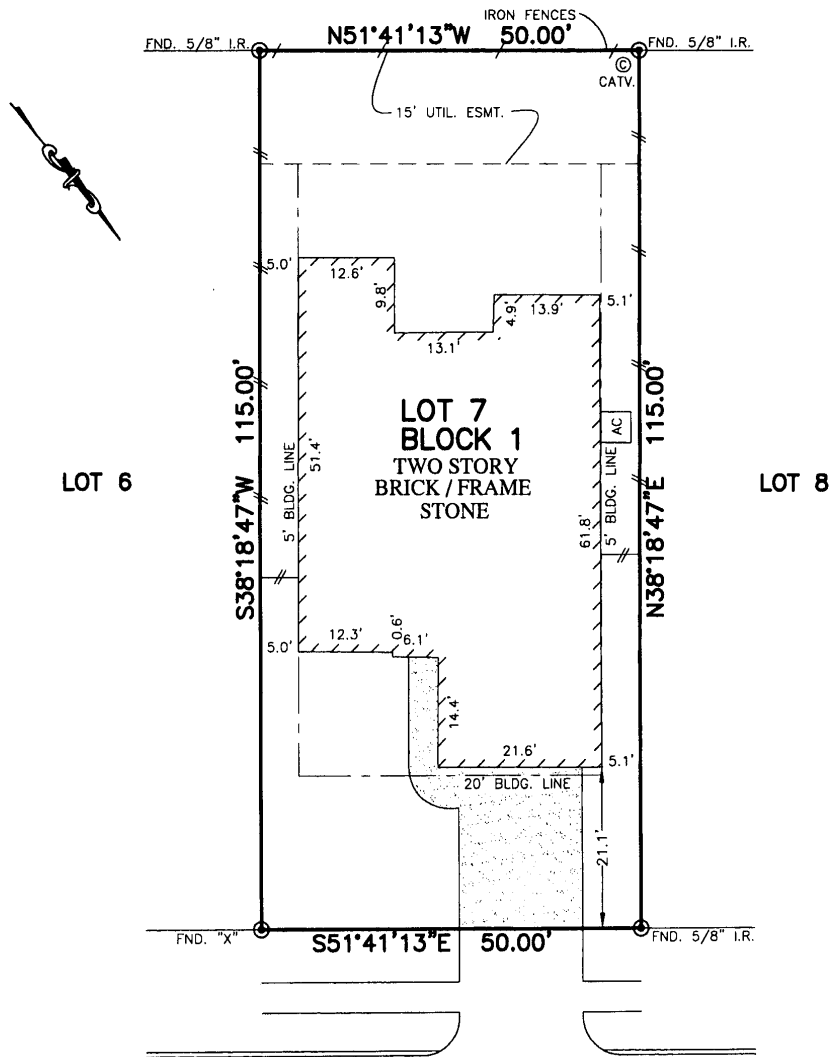 IRON FENCES
FND. 5/8" I.R.
N51°41'13"W 50.00'
FND. 5/8" I.R.
©
CATV.
15' UTIL. ESMT.
5.0'
12.6'
9.8'
13.1'
4.9'
13.9'
5.1'
S38°18'47"W 115.00'
N38°18'47"E 115.00'
LOT 7
BLOCK 1
TWO STORY
BRICK / FRAME
STONE
AC
LOT 6
LOT 8
5' BLDG. LINE
51.4'
61.8'
5' BLDG. LINE
5.0'
12.3'
0.6'
6.1'
14.4'
21.6'
5.1'
20' BLDG. LINE
21.1'
FND. "X"
S51°41'13"E 50.00'
FND. 5/8" I.R.